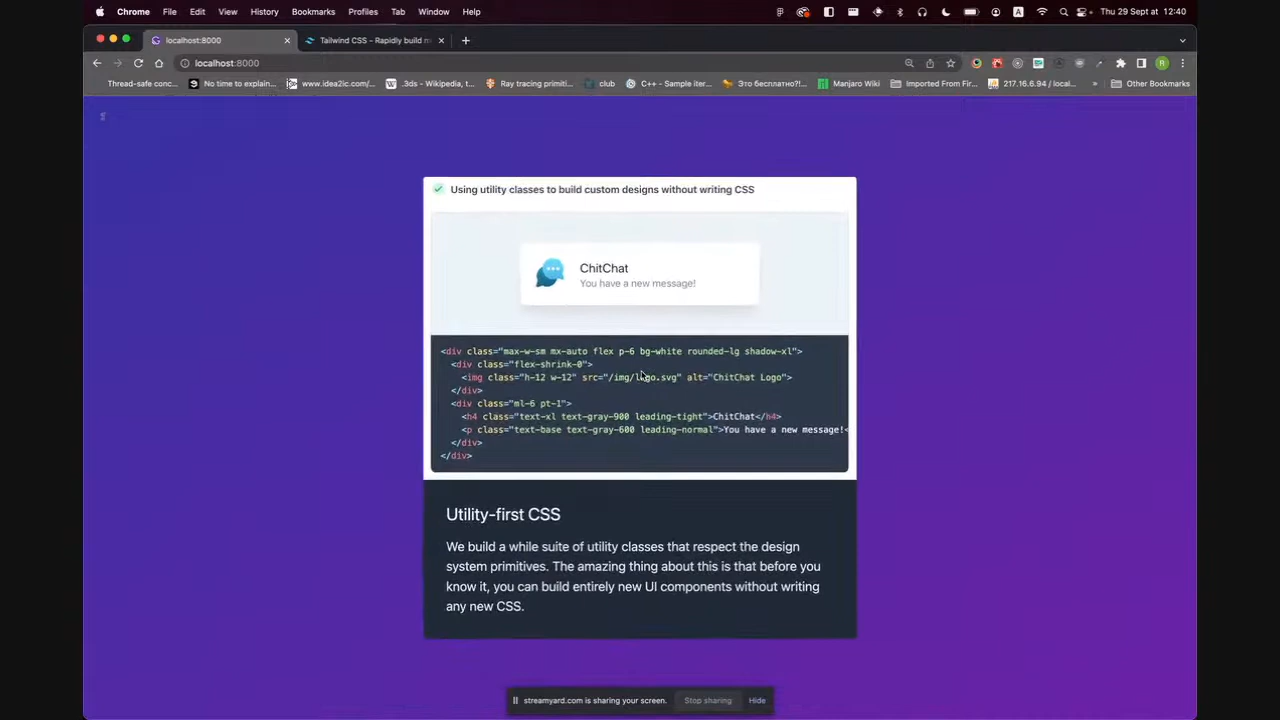 Chrome File Edit View History Bookmarks Profiles Tab Window Help A Thu 29 Sept at 12:40
localhost:8000 Tailwind CSS – Rapidly build m
localhost:8000 R
Thread-safe conc... No time to explain... www.idea2ic.com/... .3ds - Wikipedia, t... Ray tracing primiti... club C++ - Sample iter... Это бесплатно?!... Manjaro Wiki Imported From Fir... 217.16.6.94 / local... » Other Bookmarks
Using utility classes to build custom designs without writing CSS
ChitChat
You have a new message!
<div class="max-w-sm mx-auto flex p-6 bg-white rounded-lg shadow-xl">
<div class="flex-shrink-0">
<img class="h-12 w-12" src="/img/logo.svg" alt="ChitChat Logo">
</div>
<div class="ml-6 pt-1">
<h4 class="text-xl text-gray-900 leading-tight">ChitChat</h4>
<p class="text-base text-gray-600 leading-normal">You have a new message!<
</div>
</div>
Utility-first CSS
We build a while suite of utility classes that respect the design
system primitives. The amazing thing about this is that before you
know it, you can build entirely new UI components without writing
any new CSS.
streamyard.com is sharing your screen. Stop sharing Hide